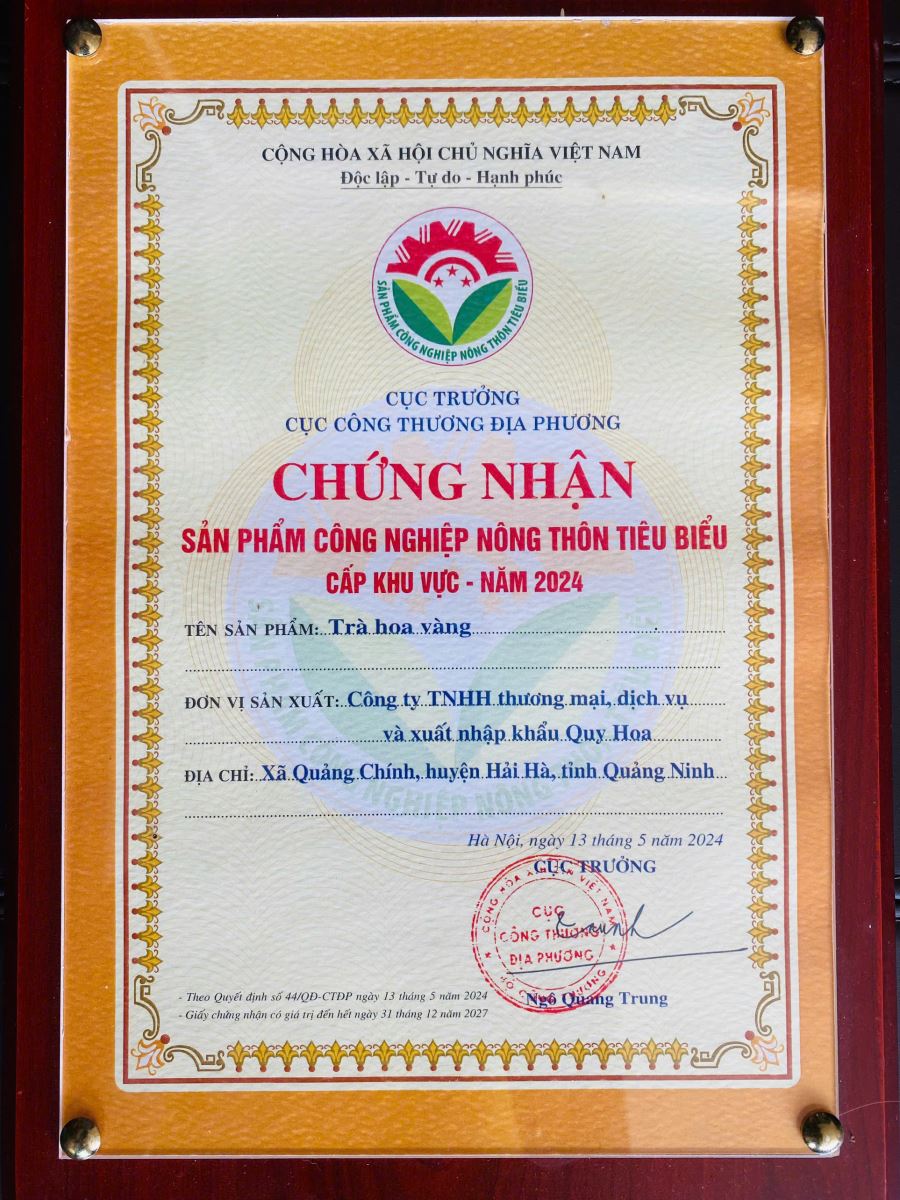 CỘNG HÒA XÃ HỘI CHỦ NGHĨA VIỆT NAM
Độc lập - Tự do - Hạnh phúc
SẢN PHẨM CÔNG NGHIỆP NÔNG THÔN TIÊU BIỂU
CỤC TRƯỞNG
CỤC CÔNG THƯƠNG ĐỊA PHƯƠNG
CHỨNG NHẬN
SẢN PHẨM CÔNG NGHIỆP NÔNG THÔN TIÊU BIỂU
CẤP KHU VỰC - NĂM 2024
TÊN SẢN PHẨM: Trà hoa vàng
ĐƠN VỊ SẢN XUẤT: Công ty TNHH thương mại, dịch vụ
và xuất nhập khẩu Quy Hoa
ĐỊA CHỈ: Xã Quảng Chính, huyện Hải Hà, tỉnh Quảng Ninh
Hà Nội, ngày 13 tháng 5 năm 2024
CỤC TRƯỞNG
CỤC
CÔNG THƯƠNG
ĐỊA PHƯƠNG
Ngô Quang Trung
- Theo Quyết định số 44/QĐ-CTĐP ngày 13 tháng 5 năm 2024
- Giấy chứng nhận có giá trị đến hết ngày 31 tháng 12 năm 2027